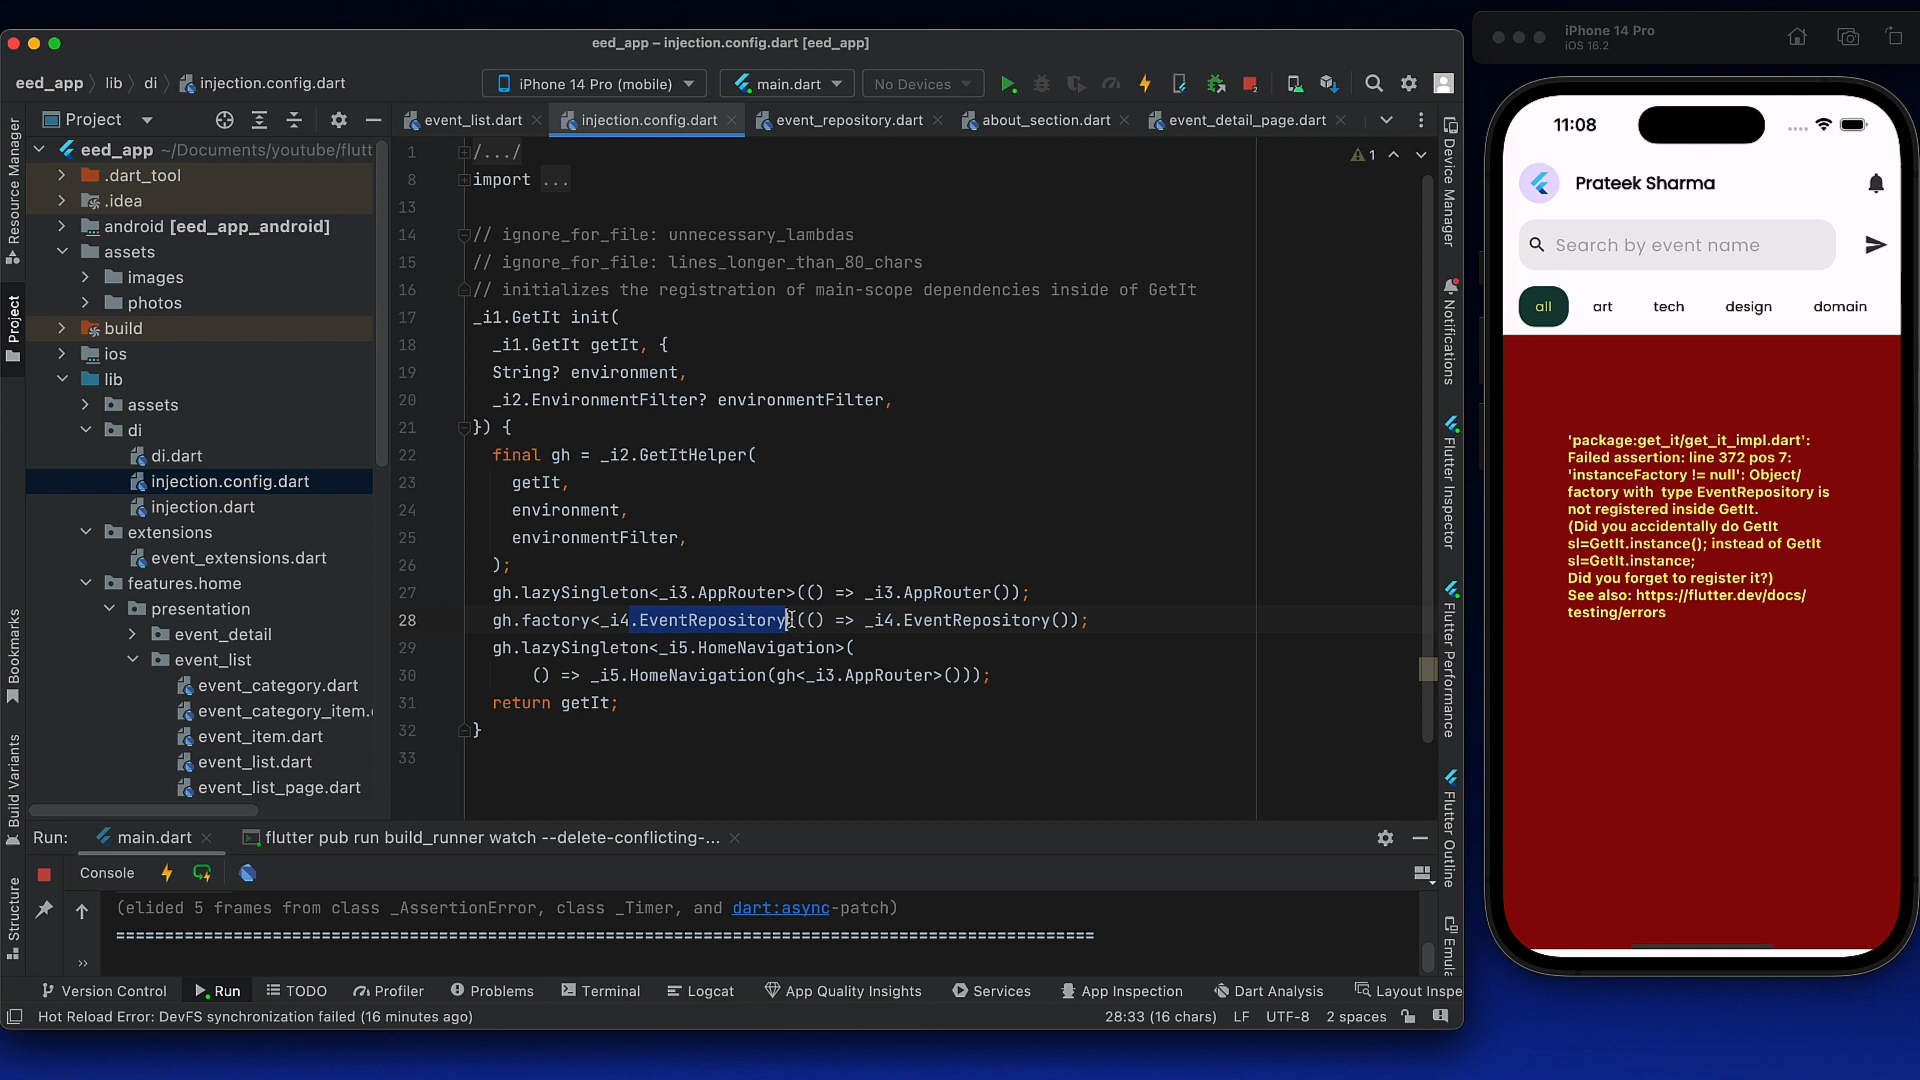 eed_app – injection.config.dart [eed_app]
eed_app
lib
di
injection.config.dart
iPhone 14 Pro (mobile)
main.dart
No Devices
Project
event_list.dart
injection.config.dart
event_repository.dart
about_section.dart
event_detail_page.dart
Resource Manager
Project
Bookmarks
Build Variants
Structure
eed_app ~/Documents/youtube/flutt
.dart_tool
.idea
android [eed_app_android]
assets
images
photos
build
ios
lib
assets
di
di.dart
injection.config.dart
injection.dart
extensions
event_extensions.dart
features.home
presentation
event_detail
event_list
event_category.dart
event_category_item.
event_item.dart
event_list.dart
event_list_page.dart
1
1 /.../
8 import ...
13
14 // ignore_for_file: unnecessary_lambdas
15 // ignore_for_file: lines_longer_than_80_chars
16 // initializes the registration of main-scope dependencies inside of GetIt
17 _i1.GetIt init(
18 _i1.GetIt getIt, {
19 String? environment,
20 _i2.EnvironmentFilter? environmentFilter,
21 }) {
22 final gh = _i2.GetItHelper(
23 getIt,
24 environment,
25 environmentFilter,
26 );
27 gh.lazySingleton<_i3.AppRouter>(() => _i3.AppRouter());
28 gh.factory<_i4.EventRepository>(() => _i4.EventRepository());
29 gh.lazySingleton<_i5.HomeNavigation>(
30 () => _i5.HomeNavigation(gh<_i3.AppRouter>()));
31 return getIt;
32 }
33
Device Manager
Notifications
Flutter Inspector
Flutter Performance
Flutter Outline
Emula
Run:
main.dart
flutter pub run build_runner watch --delete-conflicting-...
Console
(elided 5 frames from class _AssertionError, class _Timer, and dart:async-patch)
====================================================================================================
Version Control
Run
TODO
Profiler
Problems
Terminal
Logcat
App Quality Insights
Services
App Inspection
Dart Analysis
Layout Inspe
Hot Reload Error: DevFS synchronization failed (16 minutes ago)
28:33 (16 chars)
LF
UTF-8
2 spaces
iPhone 14 Pro
iOS 16.2
11:08
Prateek Sharma
Search by event name
all
art
tech
design
domain
'package:get_it/get_it_impl.dart':
Failed assertion: line 372 pos 7:
'instanceFactory != null': Object/
factory with  type EventRepository is
not registered inside GetIt.
(Did you accidentally do GetIt
sl=GetIt.instance(); instead of GetIt
sl=GetIt.instance;
Did you forget to register it?)
See also: https://flutter.dev/docs/
testing/errors